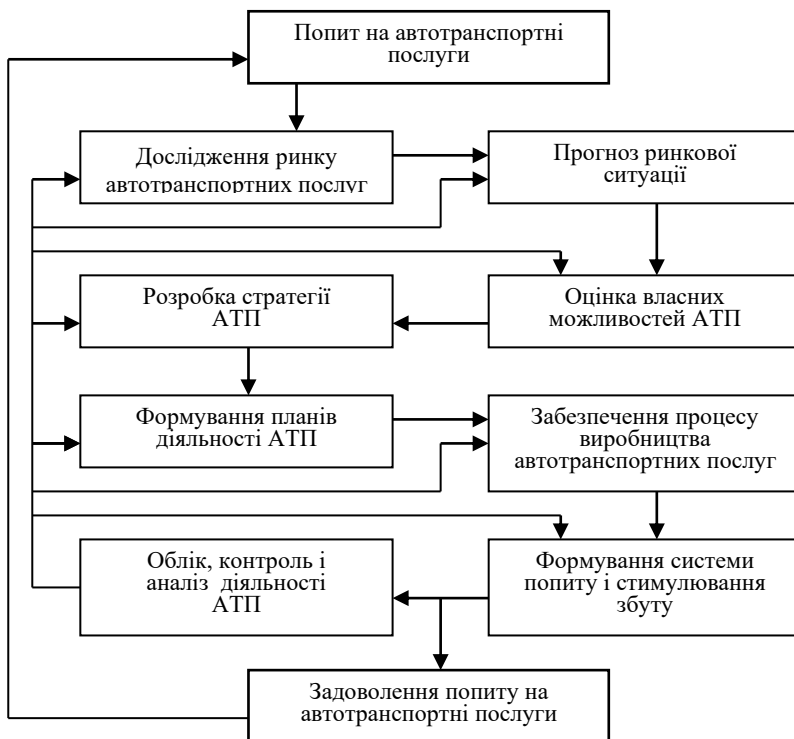 Попит на автотранспортні
послуги
Дослідження ринку
автотранспортних послуг
Прогноз ринкової
ситуації
Розробка стратегії
АТП
Оцінка власних
можливостей АТП
Формування планів
діяльності АТП
Забезпечення процесу
виробництва
автотранспортних послуг
Облік, контроль і
аналіз діяльності
АТП
Формування системи
попиту і стимулювання
збуту
Задоволення попиту на
автотранспортні послуги